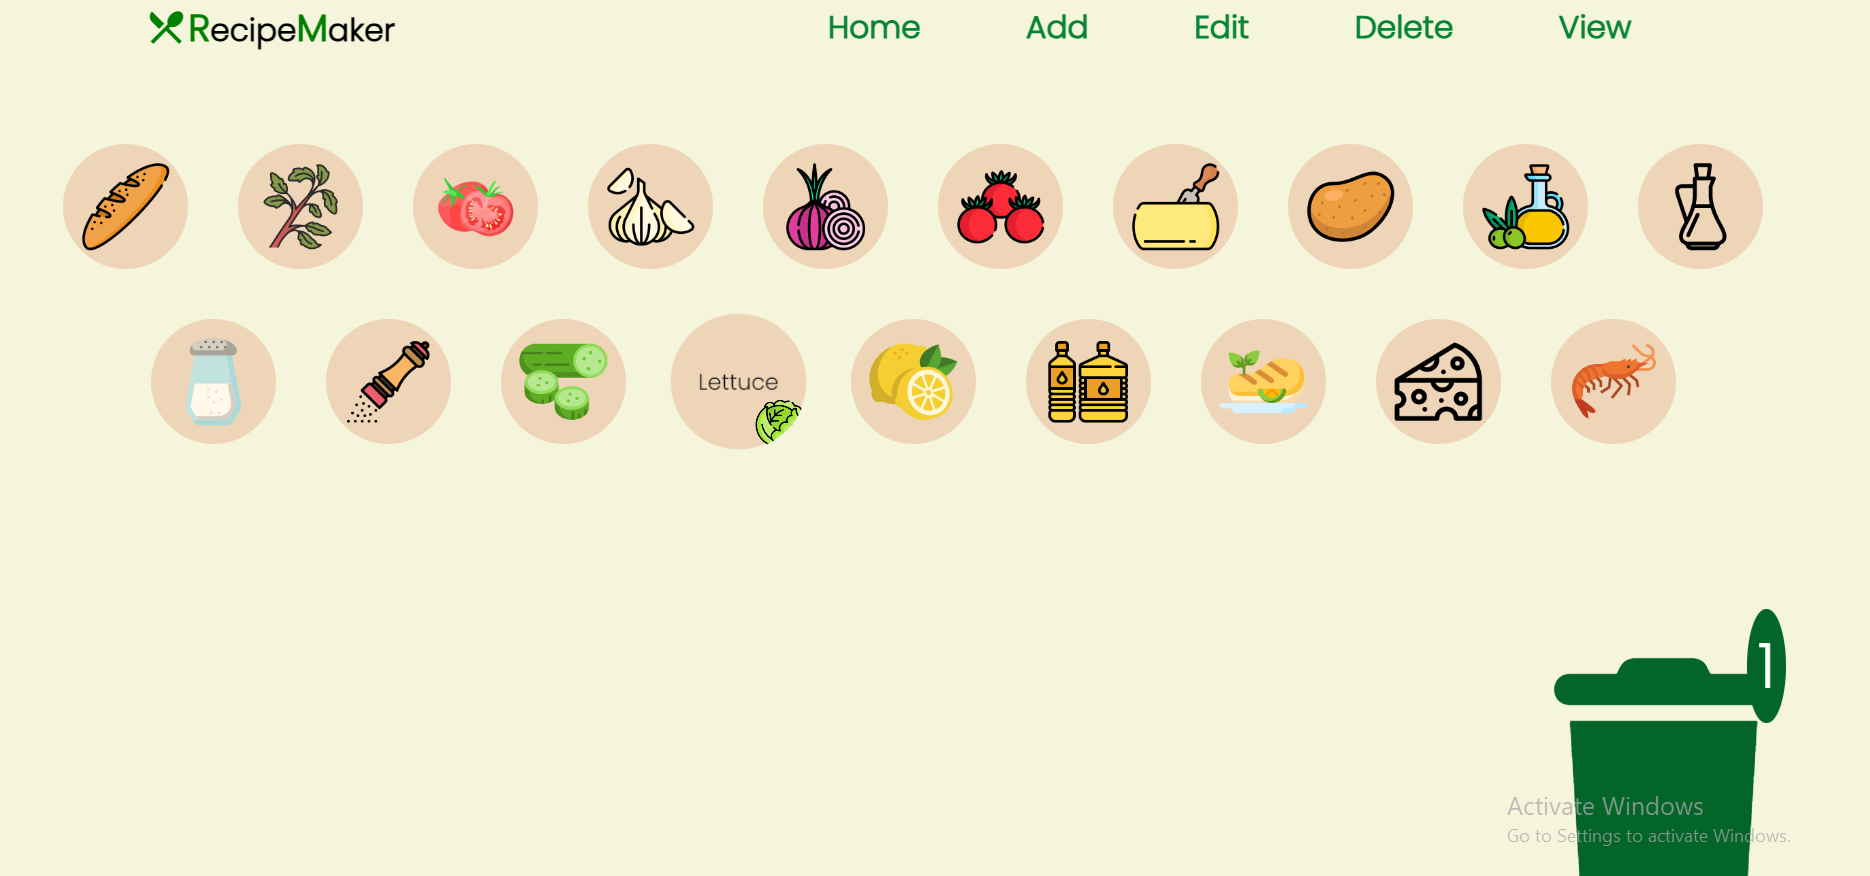 RecipeMaker
Home
Add
Edit
Delete
View
Lettuce
1
Activate Windows
Go to Settings to activate Windows.